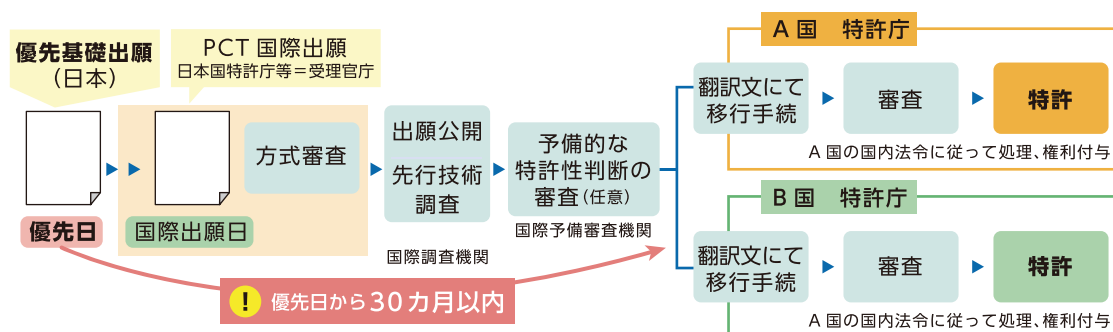 優先基礎出願
（日本）
PCT 国際出願
日本国特許庁等＝受理官庁
優先日
国際出願日
方式審査
出願公開
先行技術
調査
国際調査機関
予備的な
特許性判断の
審査（任意）
国際予備審査機関
! 優先日から30カ月以内
A 国　特許庁
翻訳文にて
移行手続
審査
特許
A 国の国内法令に従って処理、権利付与
B 国　特許庁
翻訳文にて
移行手続
審査
特許
A 国の国内法令に従って処理、権利付与